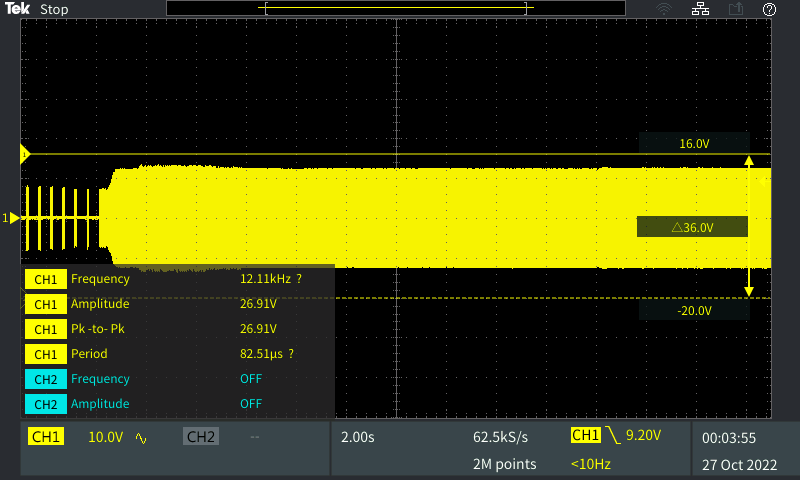 Tek Stop
1
16.0V
1
△36.0V
-20.0V
CH1 Frequency 12.11kHz ?
CH1 Amplitude 26.91V
CH1 Pk -to- Pk 26.91V
CH1 Period 82.51µs ?
CH2 Frequency OFF
CH2 Amplitude OFF
CH1 10.0V CH2 -- 2.00s 62.5kS/s CH1 9.20V 00:03:55
2M points <10Hz 27 Oct 2022